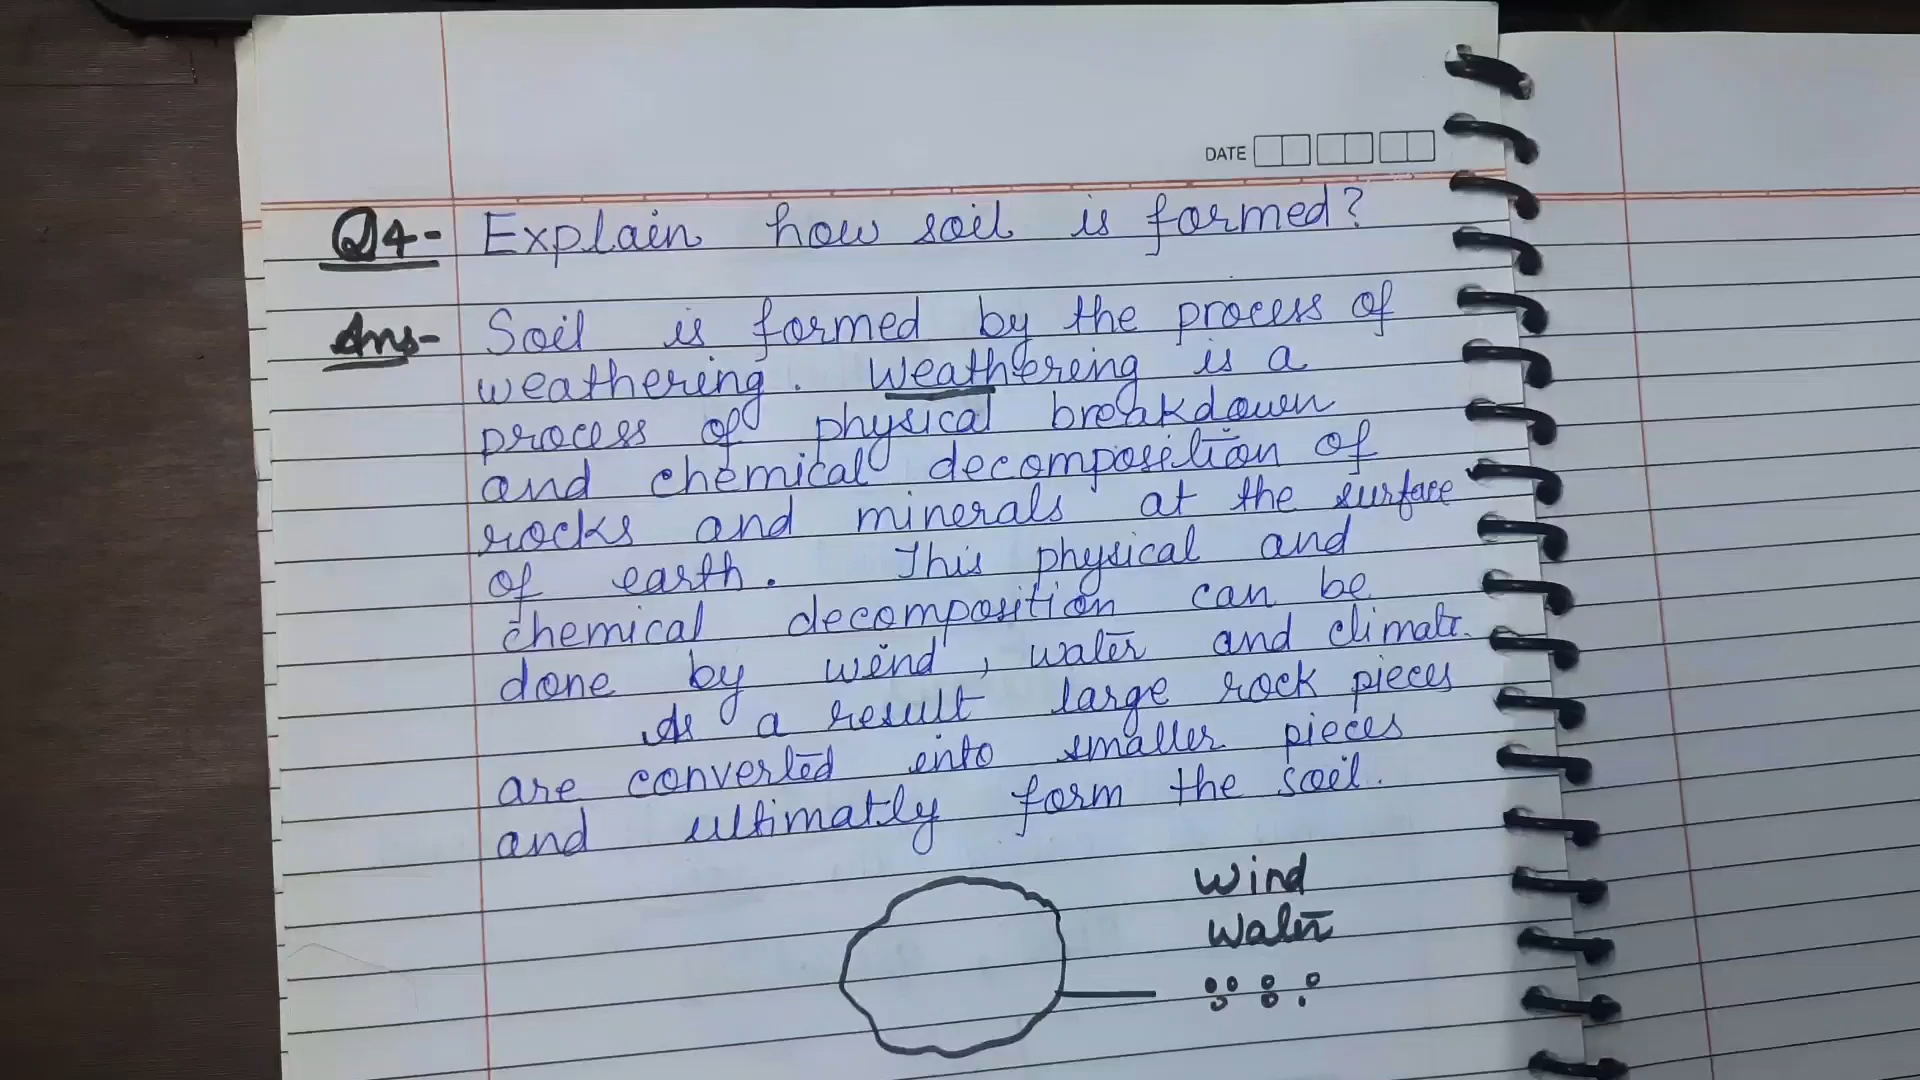 DATE
Q4- Explain how soil is formed?
Ans- Soil is formed by the process of
weathering. Weathering is a
process of physical breakdown
and chemical decomposition of
rocks and minerals at the surface
of earth. This physical and
chemical decomposition can be
done by wind, water and climate.
As a result large rock pieces
are converted into smaller pieces
and ultimatly form the soil.
Wind
Water